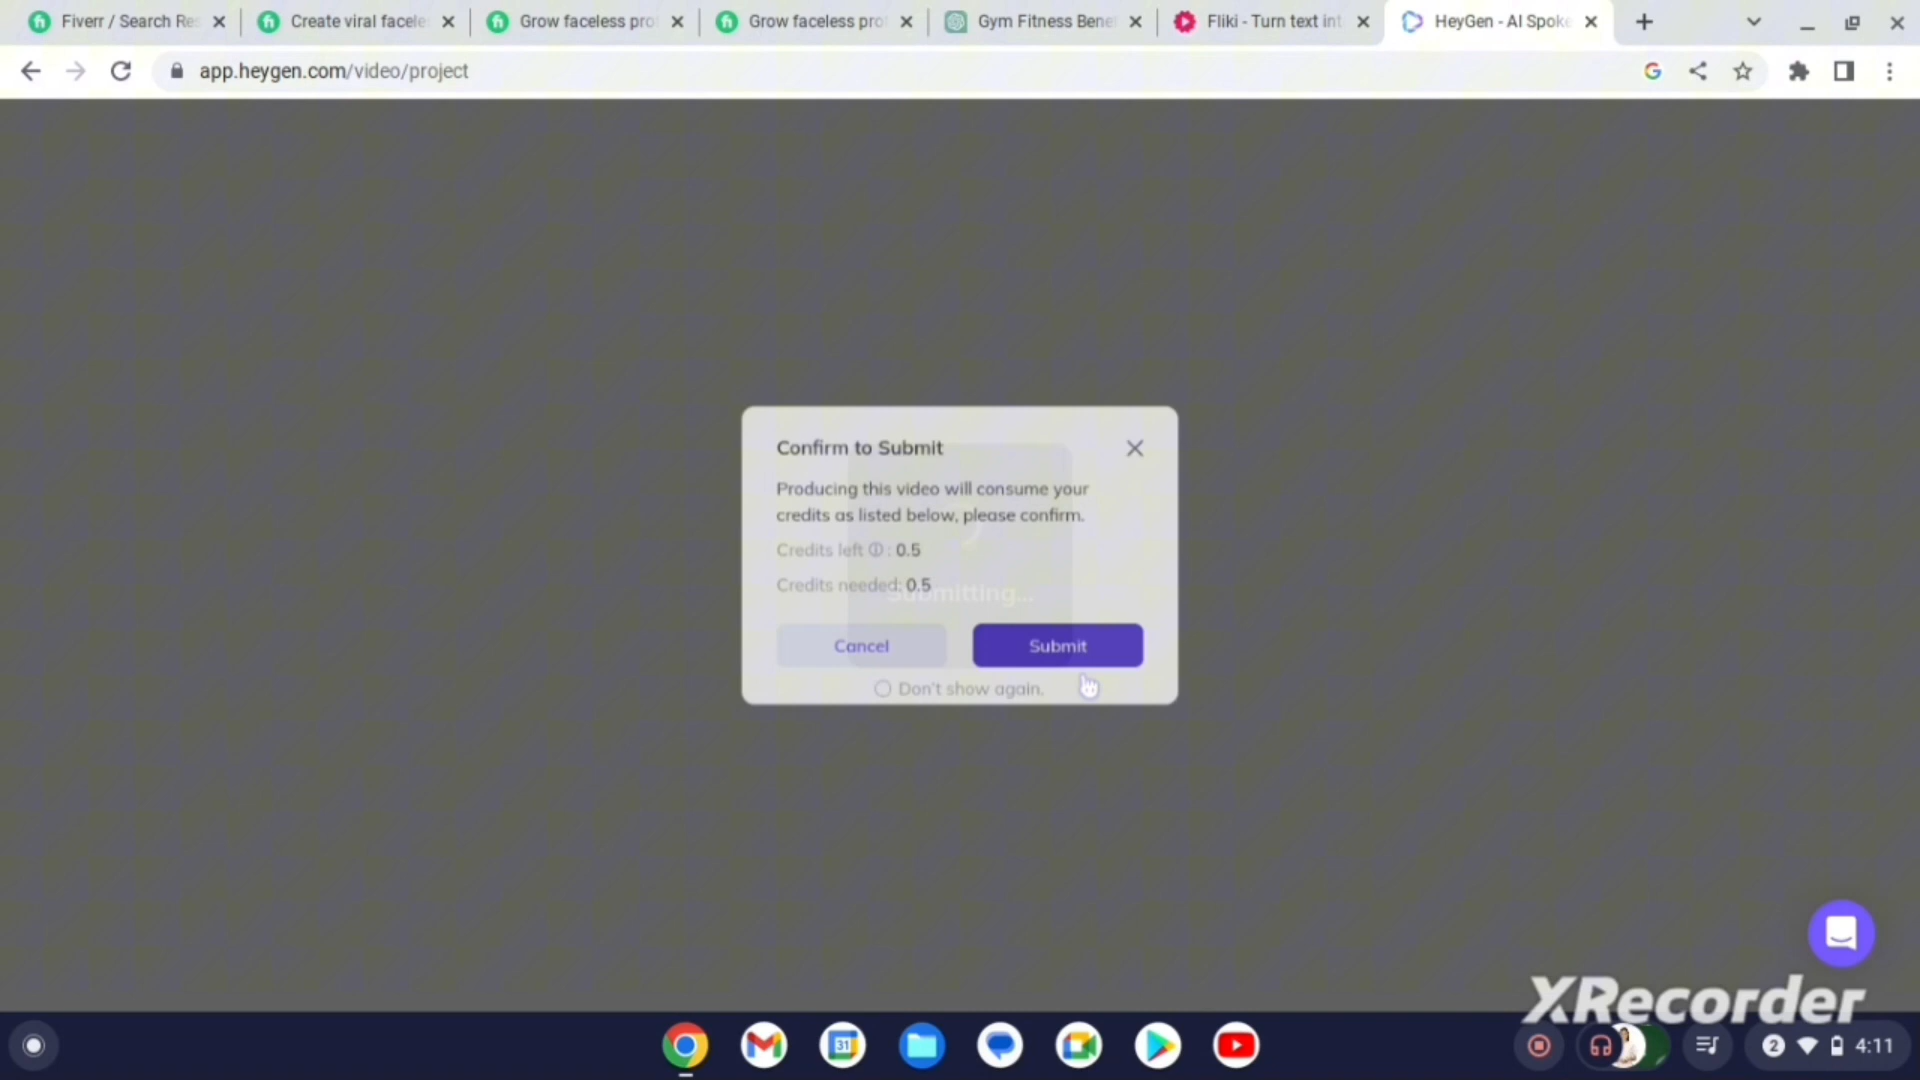 Fiverr / Search Res
Create viral facele
Grow faceless pro
Grow faceless pro
Gym Fitness Bene
Fliki - Turn text int
HeyGen - AI Spoke
app.heygen.com/video/project
Confirm to Submit
Producing this video will consume your
credits as listed below, please confirm.
Credits left : 0.5
Credits needed: 0.5
Submitting...
Cancel
Submit
Don't show again.
XRecorder
31
2
4:11